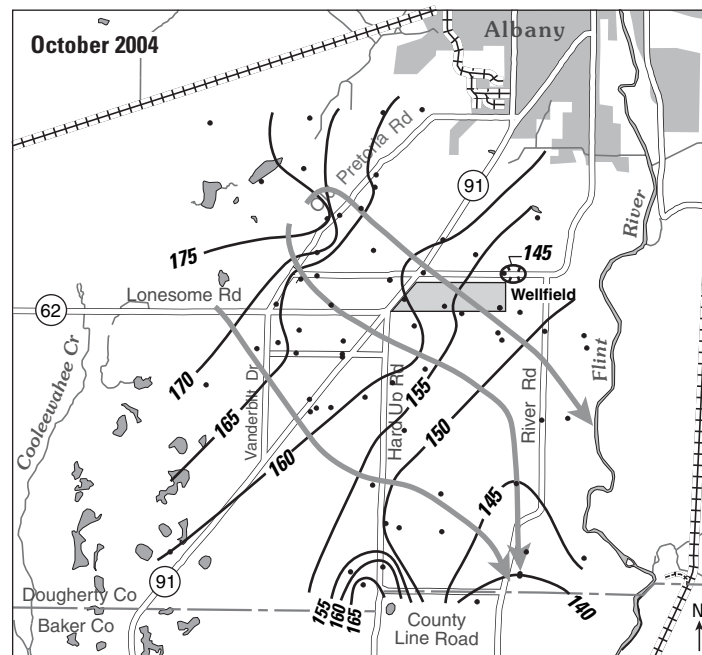 October 2004
Albany
Old Pretoria Rd
91
River
175
145
Lonesome Rd
Wellfield
62
Flint
Cooleewahee Cr
170
165
Vanderbilt Dr
160
Hard Up Rd
155
150
River Rd
145
91
Dougherty Co
Baker Co
155
160
165
County
Line Road
140
N